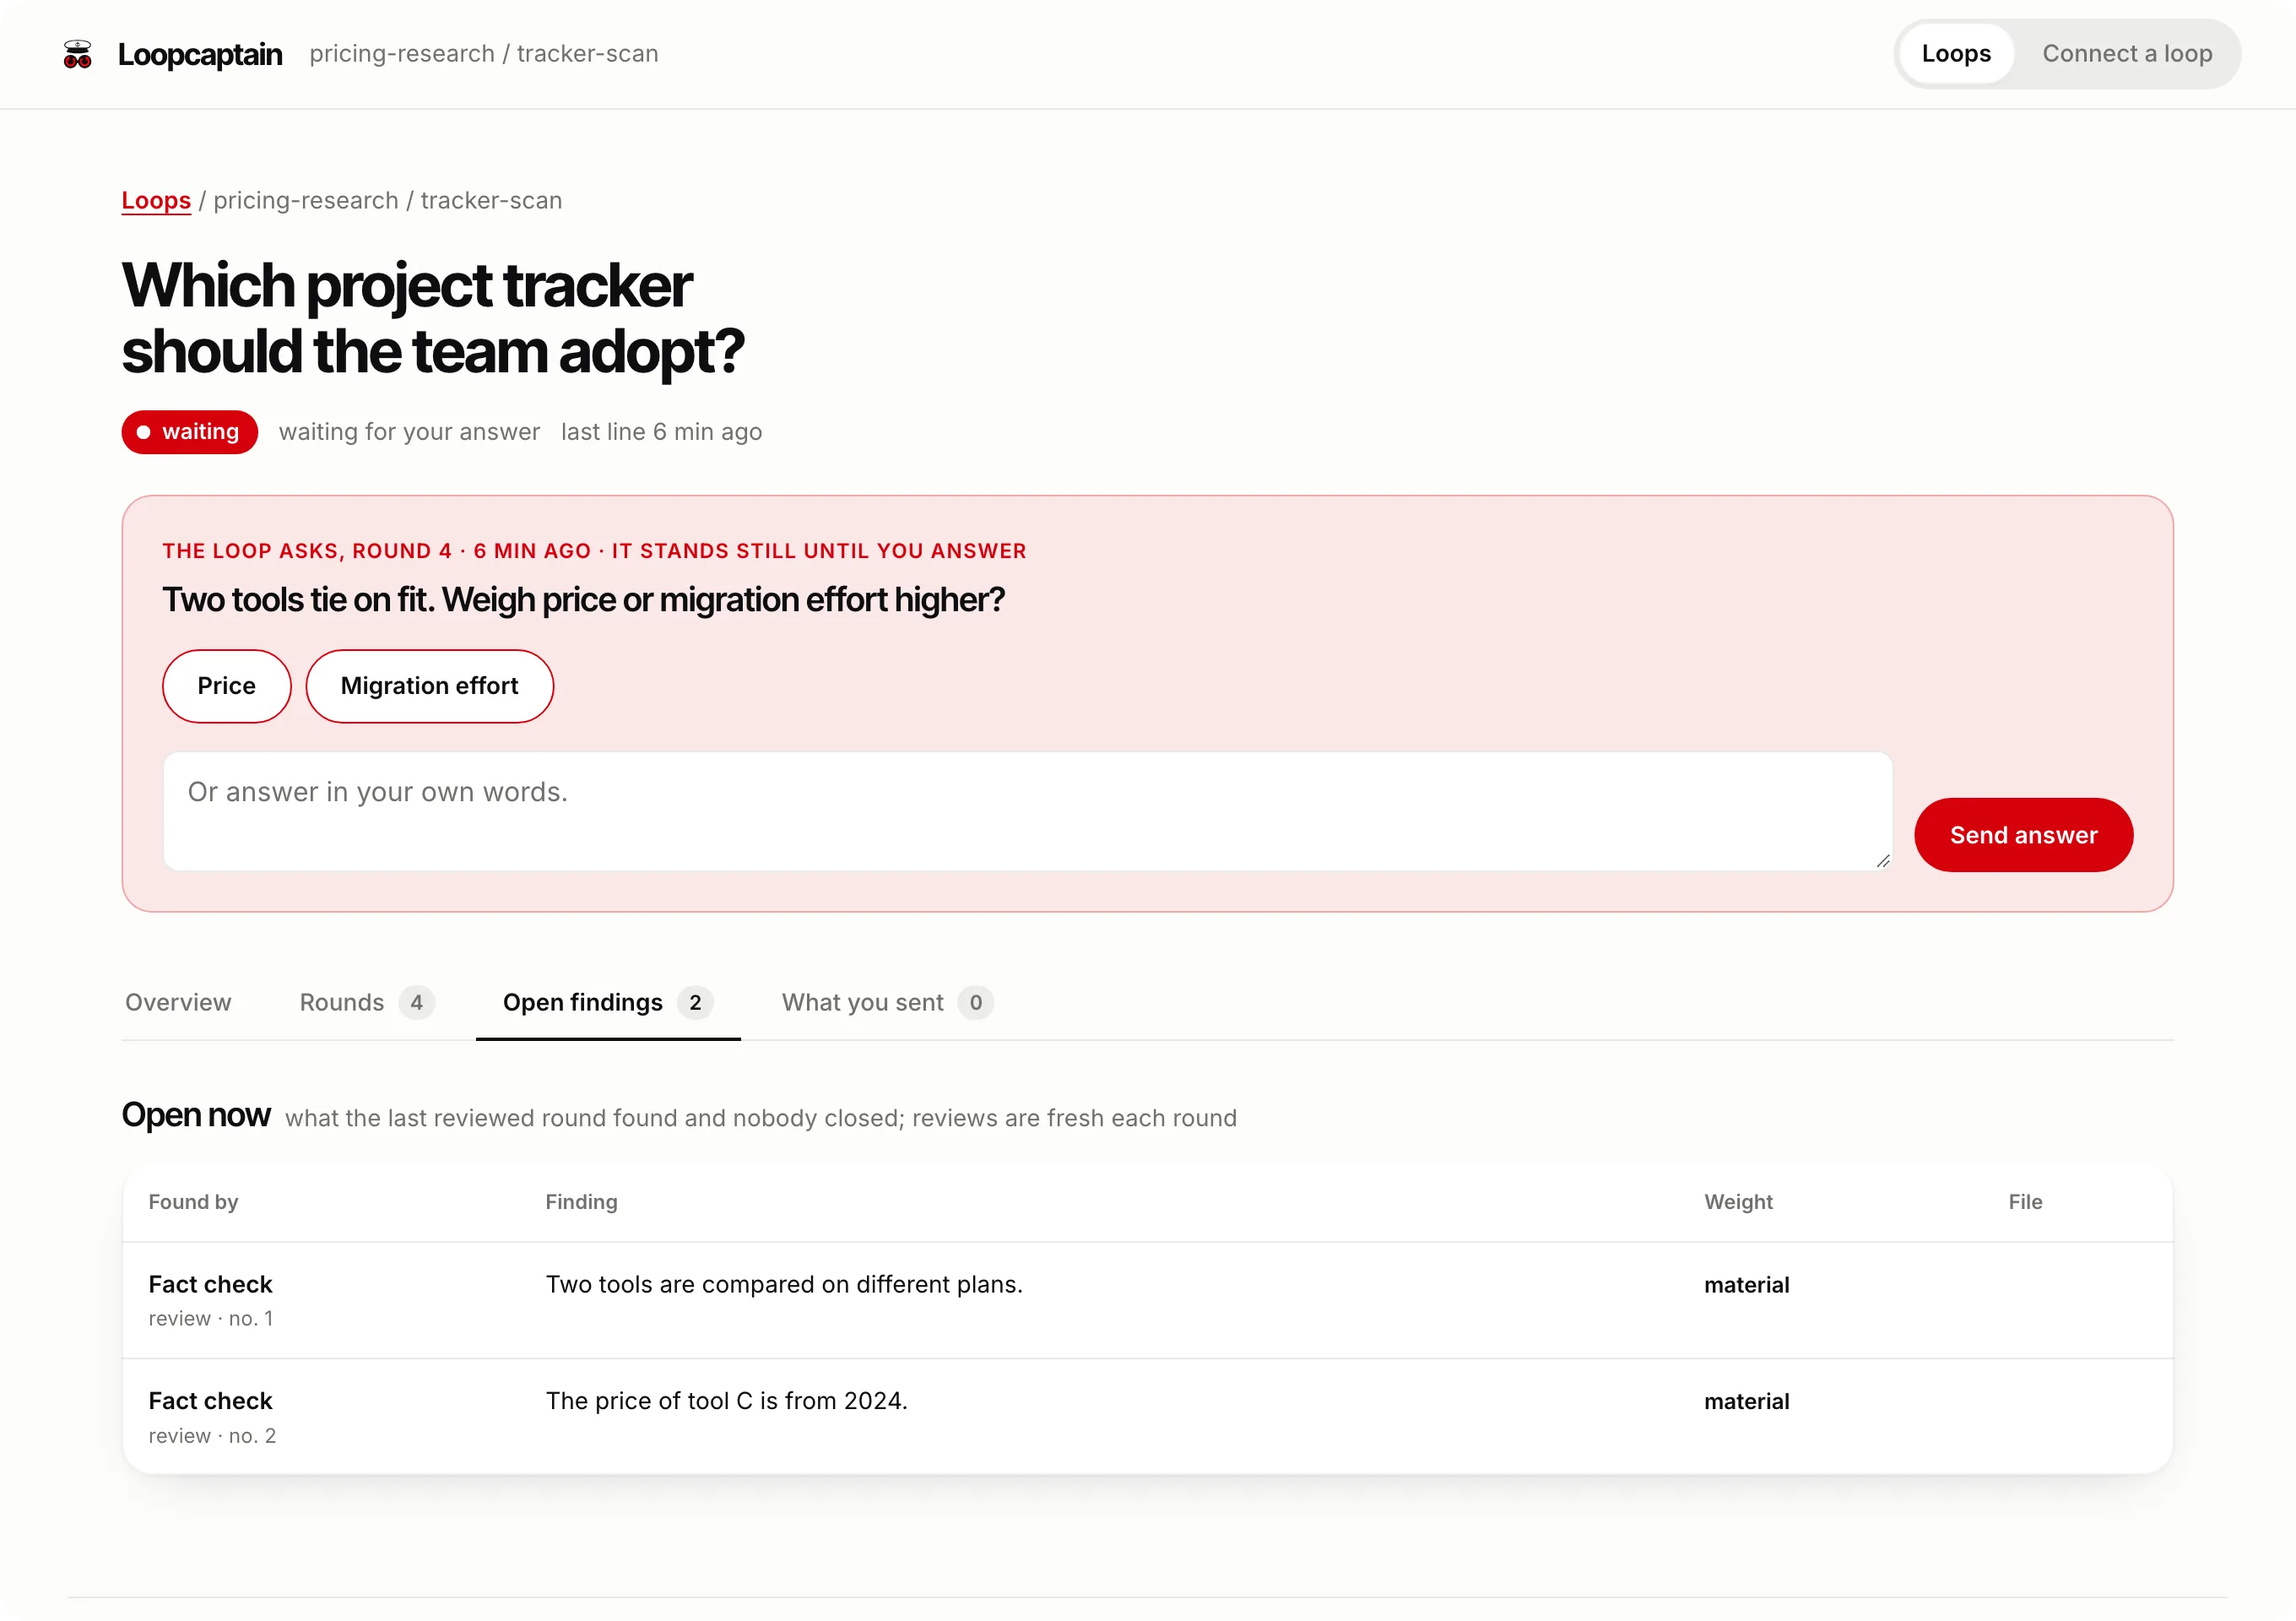 Loopcaptain pricing-research / tracker-scan Loops Connect a loop
Loops / pricing-research / tracker-scan
Which project tracker
should the team adopt?
waiting waiting for your answer last line 6 min ago
THE LOOP ASKS, ROUND 4 · 6 MIN AGO · IT STANDS STILL UNTIL YOU ANSWER
Two tools tie on fit. Weigh price or migration effort higher?
Price Migration effort
Or answer in your own words.
Send answer
Overview Rounds 4 Open findings 2 What you sent 0
Open now what the last reviewed round found and nobody closed; reviews are fresh each round
Found by Finding Weight File
Fact check Two tools are compared on different plans. material
review · no. 1
Fact check The price of tool C is from 2024. material
review · no. 2